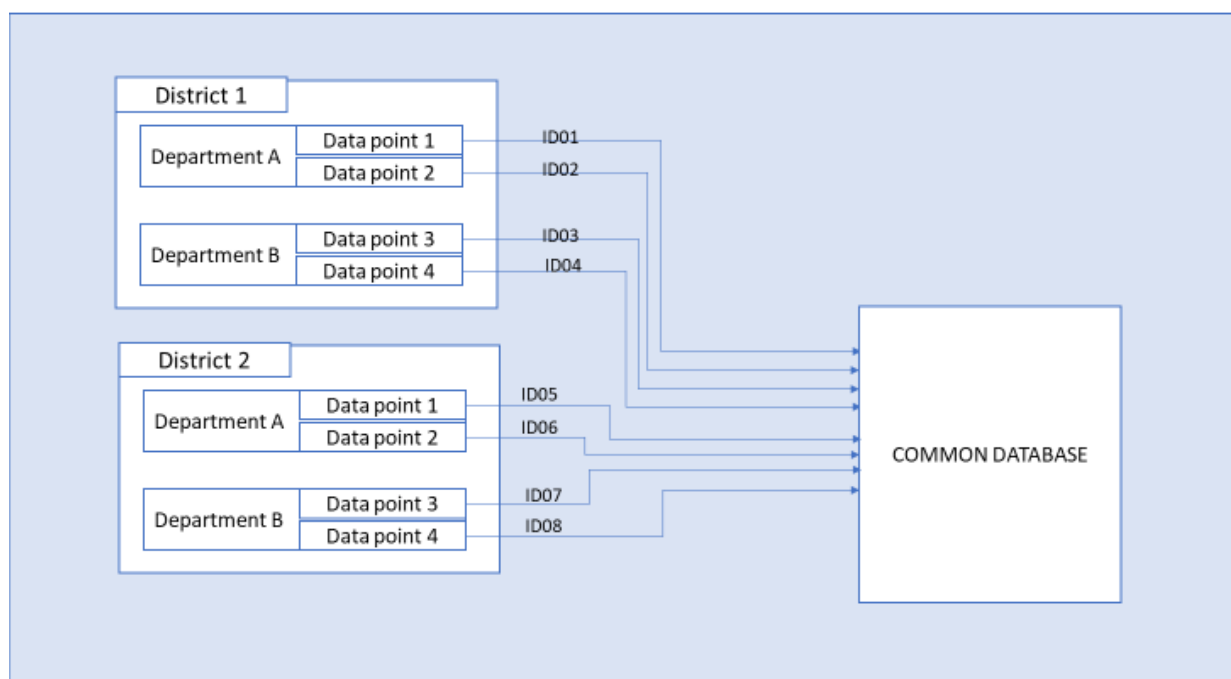 District 1
Department A
Data point 1
ID01
Data point 2
ID02
Department B
Data point 3
ID03
Data point 4
ID04
District 2
Department A
Data point 1
ID05
Data point 2
ID06
Department B
Data point 3
ID07
Data point 4
ID08
COMMON DATABASE